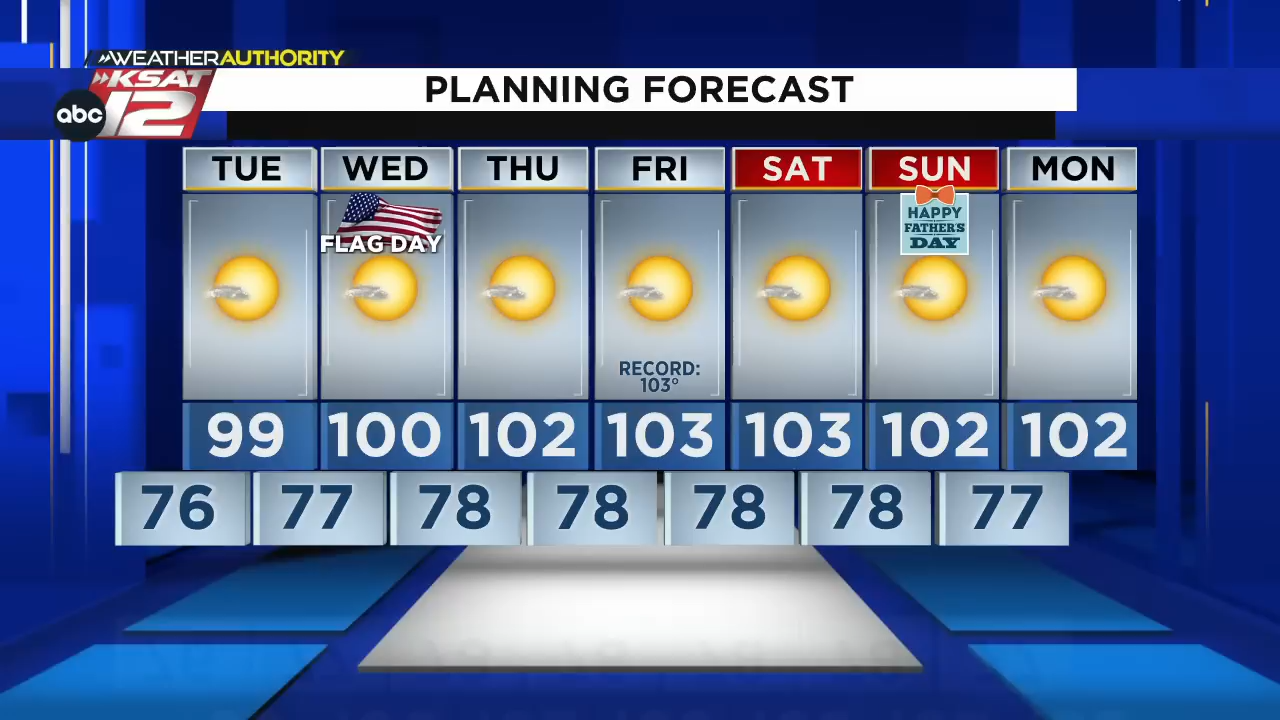 WEATHERAUTHORITY
KSAT
abc 12
PLANNING FORECAST
TUE WED THU FRI SAT SUN MON
FLAG DAY
HAPPY
FATHER'S
DAY
RECORD:
103°
99 100 102 103 103 102 102
76 77 78 78 78 78 77